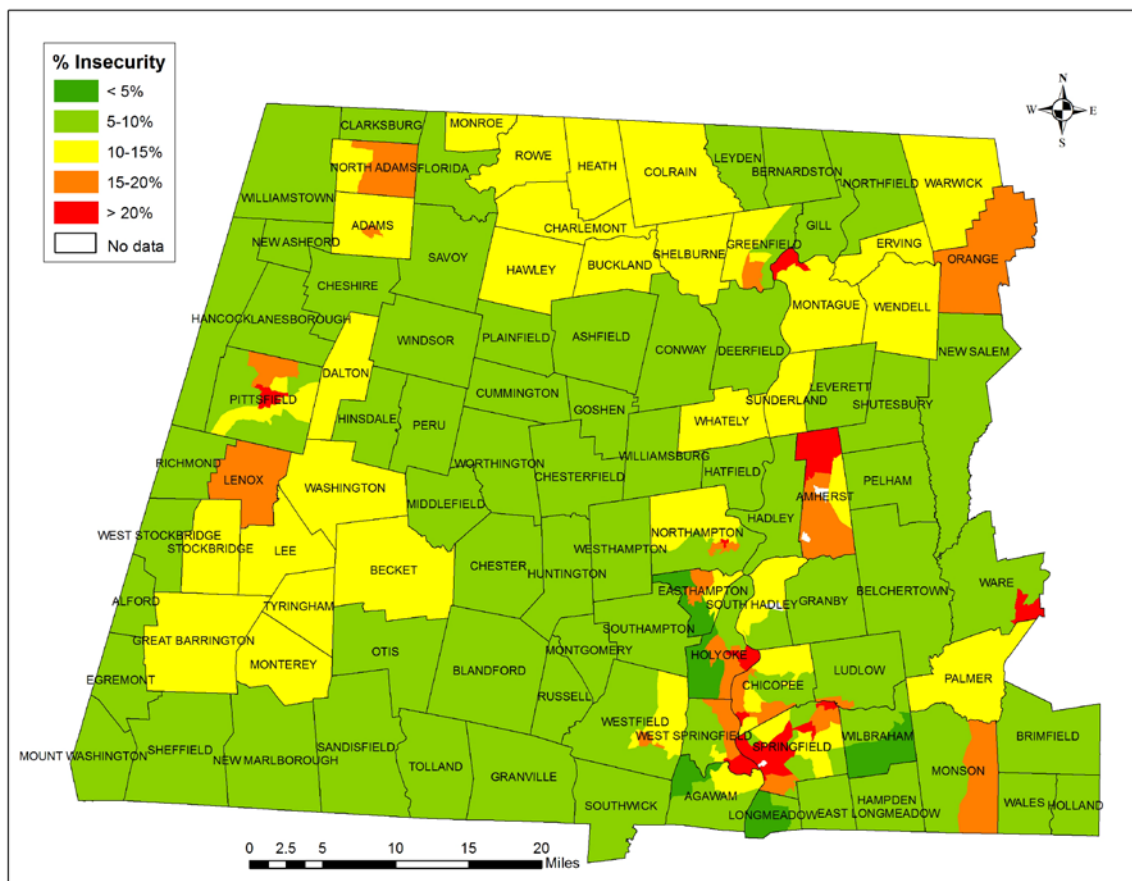 % Insecurity
< 5%
5-10%
10-15%
15-20%
> 20%
No data
N
W E
S
CLARKSBURG
MONROE
NORTH ADAMS
FLORIDA
ROWE
HEATH
COLRAIN
LEYDEN
BERNARDSTON
NORTHFIELD
WARWICK
WILLIAMSTOWN
ADAMS
CHARLEMONT
GREENFIELD
GILL
ERVING
ORANGE
NEW ASHFORD
SAVOY
HAWLEY
BUCKLAND
SHELBURNE
CHESHIRE
MONTAGUE
WENDELL
HANCOCK
LANESBOROUGH
WINDSOR
PLAINFIELD
ASHFIELD
CONWAY
DEERFIELD
NEW SALEM
DALTON
LEVERETT
PITTSFIELD
CUMMINGTON
SUNDERLAND
SHUTESBURY
HINSDALE
PERU
GOSHEN
WHATELY
RICHMOND
LENOX
WORTHINGTON
WILLIAMSBURG
WASHINGTON
CHESTERFIELD
HATFIELD
PELHAM
MIDDLEFIELD
AMHERST
WEST STOCKBRIDGE
STOCKBRIDGE
LEE
NORTHAMPTON
HADLEY
WESTHAMPTON
BECKET
CHESTER
HUNTINGTON
WARE
EASTHAMPTON
BELCHERTOWN
ALFORD
TYRINGHAM
SOUTH HADLEY
GRANBY
SOUTHAMPTON
GREAT BARRINGTON
MONTEREY
OTIS
MONTGOMERY
HOLYOKE
BLANDFORD
LUDLOW
EGREMONT
CHICOPEE
PALMER
RUSSELL
WESTFIELD
WEST SPRINGFIELD
WILBRAHAM
BRIMFIELD
MOUNT WASHINGTON
SHEFFIELD
NEW MARLBOROUGH
SANDISFIELD
SPRINGFIELD
TOLLAND
GRANVILLE
MONSON
SOUTHWICK
AGAWAM
HAMPDEN
LONGMEADOW
EAST LONGMEADOW
WALES
HOLLAND
0 2.5 5 10 15 20
Miles